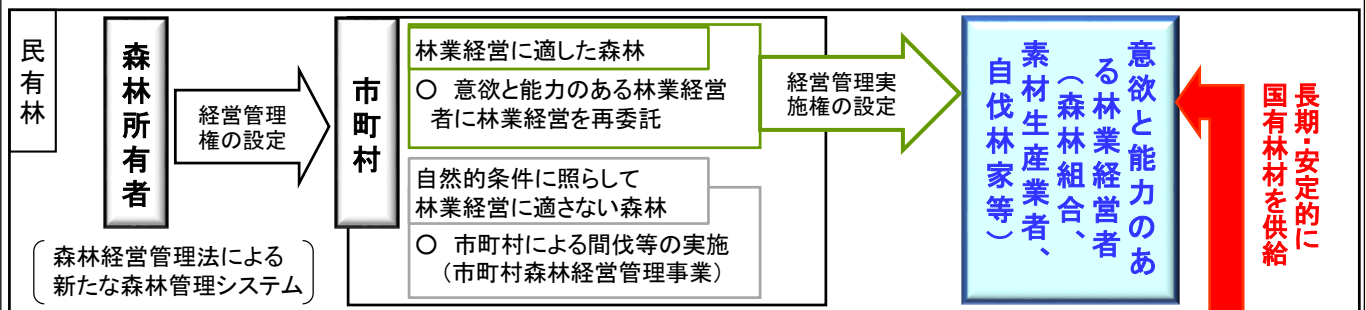 民有林
森林所有者
経営管理
権の設定
森林経営管理法による
新たな森林管理システム
市町村
林業経営に適した森林
○ 意欲と能力のある林業経営
者に林業経営を再委託
自然的条件に照らして
林業経営に適さない森林
○ 市町村による間伐等の実施
（市町村森林経営管理事業）
経営管理実
施権の設定
意欲と能力のあ
る林業経営者
（森林組合、
素材生産業者、
自伐林家等）
長期・安定的に
国有林材を供給